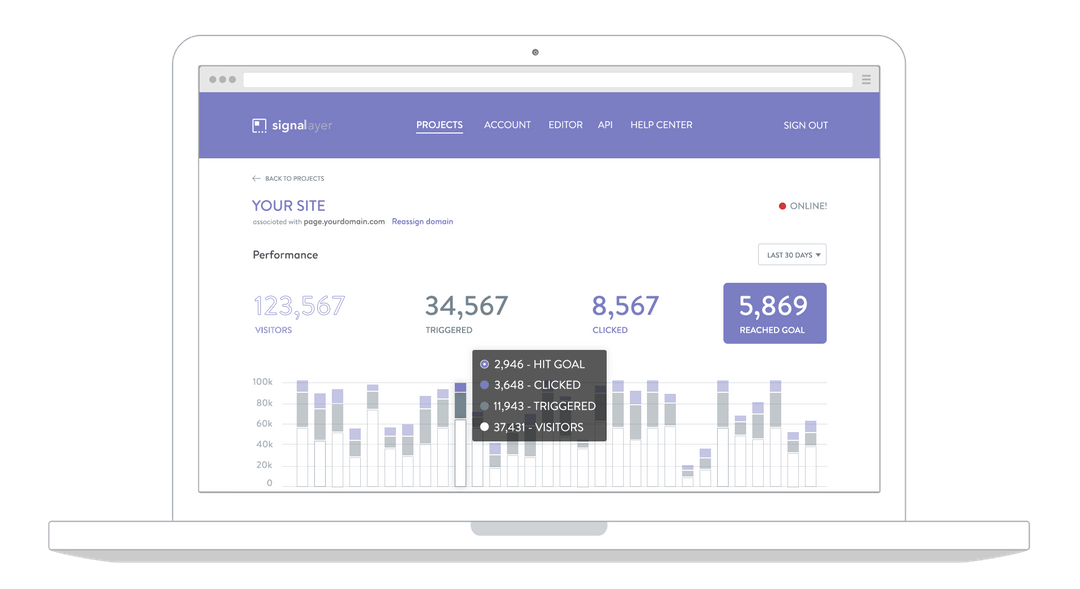 signalayer
PROJECTS ACCOUNT EDITOR API HELP CENTER SIGN OUT
BACK TO PROJECTS
YOUR SITE
ONLINE!
associated with page.yourdomain.com Reassign domain
Performance
LAST 30 DAYS
123,567 34,567 8,567 5,869
VISITORS TRIGGERED CLICKED REACHED GOAL
2,946 - HIT GOAL
3,648 - CLICKED
11,943 - TRIGGERED
37,431 - VISITORS
100k
80k
60k
40k
20k
0